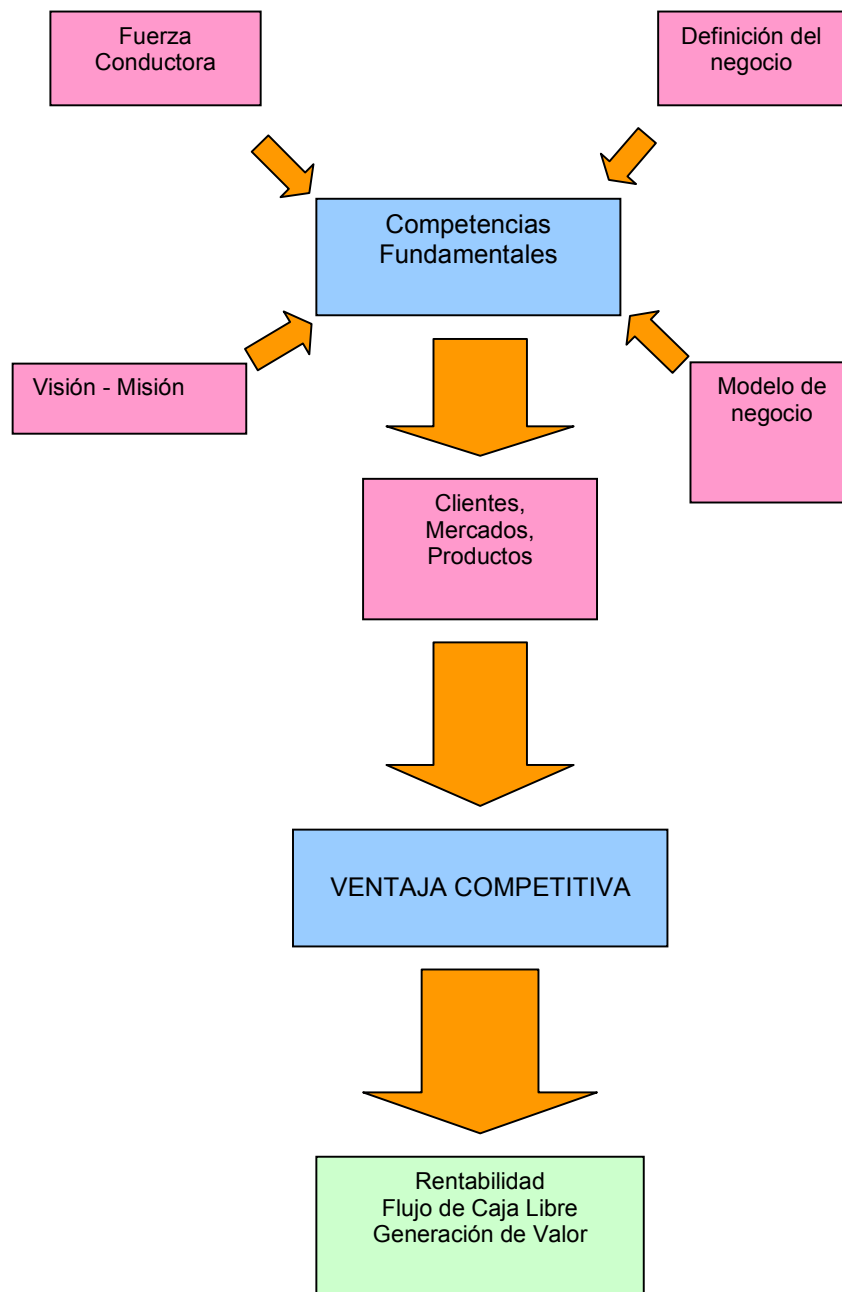 Fuerza
Conductora
Definición del
negocio
Competencias
Fundamentales
Visión - Misión
Modelo de
negocio
Clientes,
Mercados,
Productos
VENTAJA COMPETITIVA
Rentabilidad
Flujo de Caja Libre
Generación de Valor